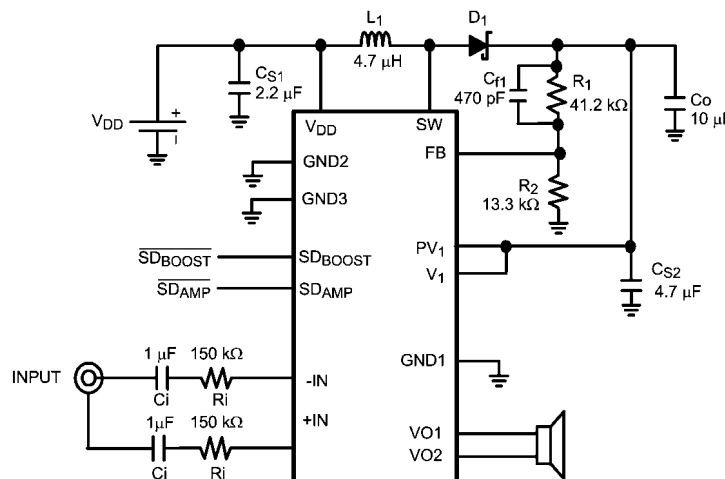 L1
4.7 µH
D1
CS1
2.2 µF
Cf1
470 pF
R1
41.2 kΩ
Co
10 µ
VDD
+
VDD
SW
GND2
FB
GND3
R2
13.3 kΩ
SDBOOST
SDBOOST
PV1
V1
SDAMP
SDAMP
CS2
4.7 µF
INPUT
1 µF
150 kΩ
Ci
Ri
-IN
GND1
+IN
1µF
150 kΩ
Ci
Ri
VO1
VO2